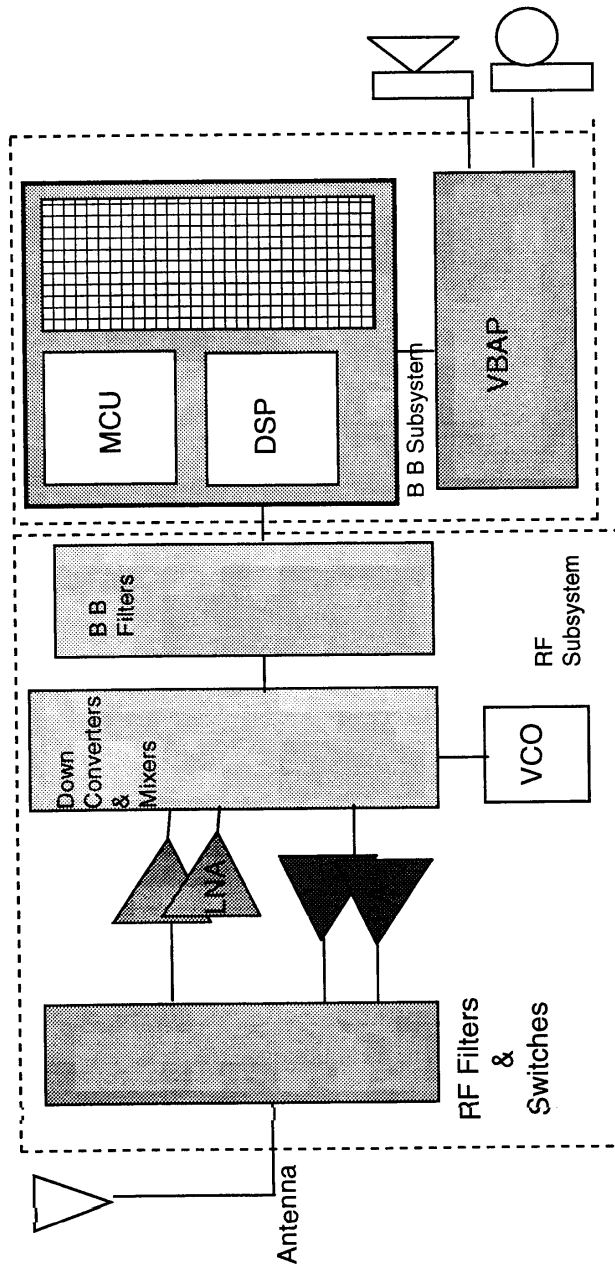 Antenna
RF Filters
&
Switches
LNA
Down
Converters
&
Mixers
VCO
B B
Filters
RF
Subsystem
MCU
DSP
B B Subsystem
VBAP